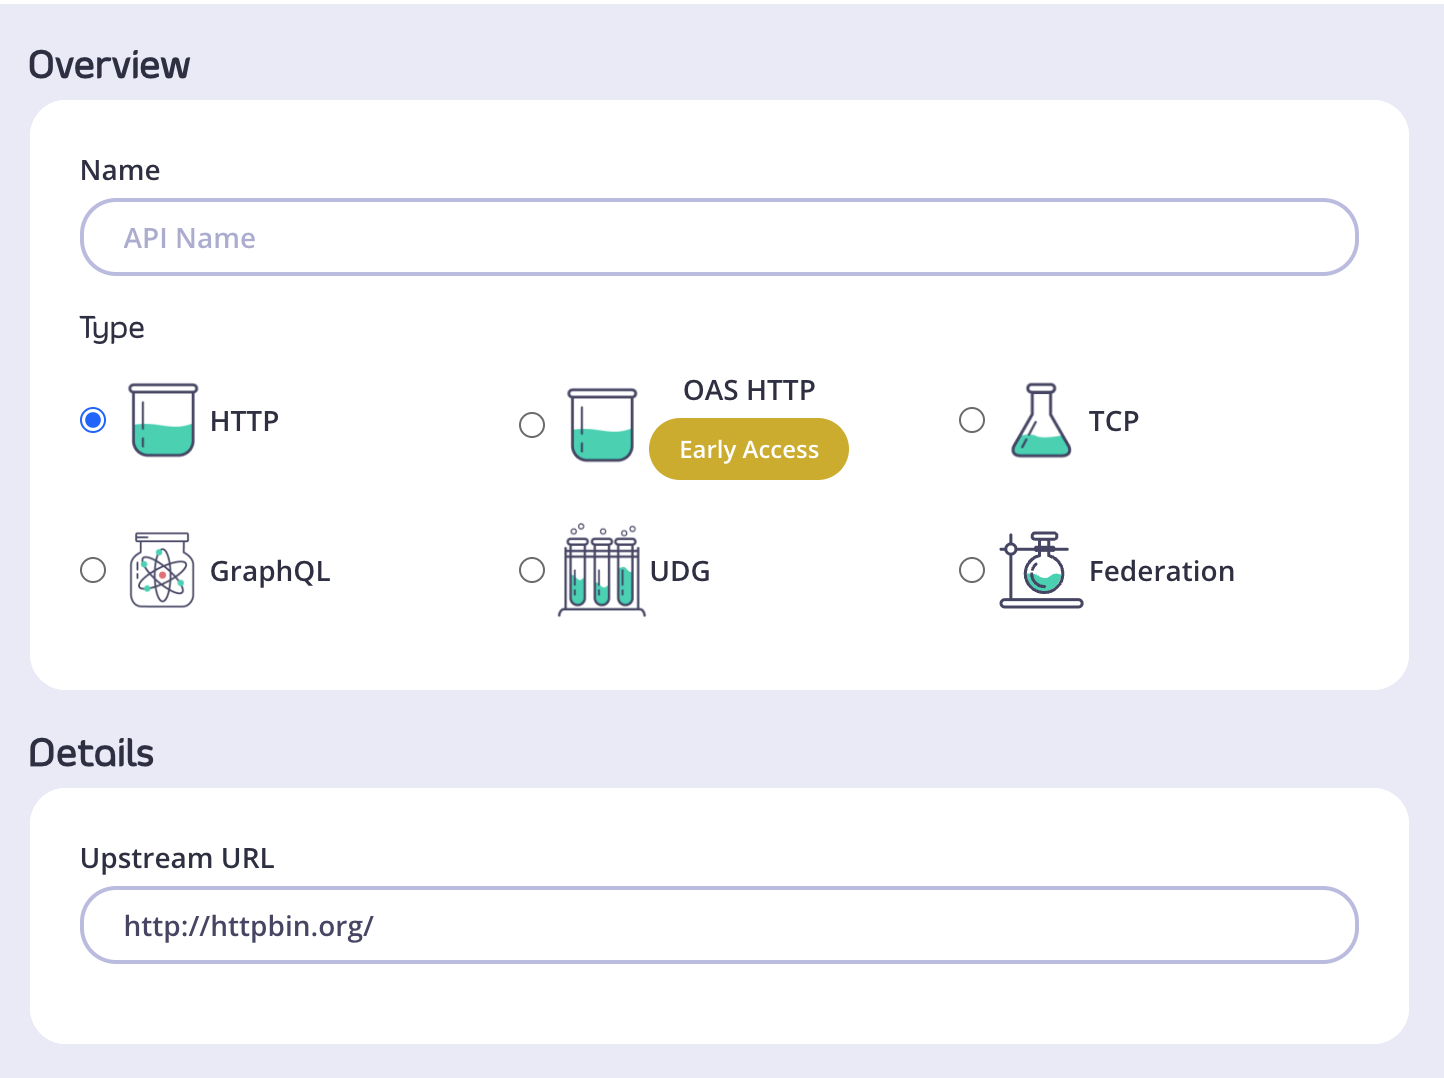 Overview
Name
API Name
Type
HTTP
OAS HTTP
Early Access
TCP
GraphQL
UDG
Federation
Details
Upstream URL
http://httpbin.org/